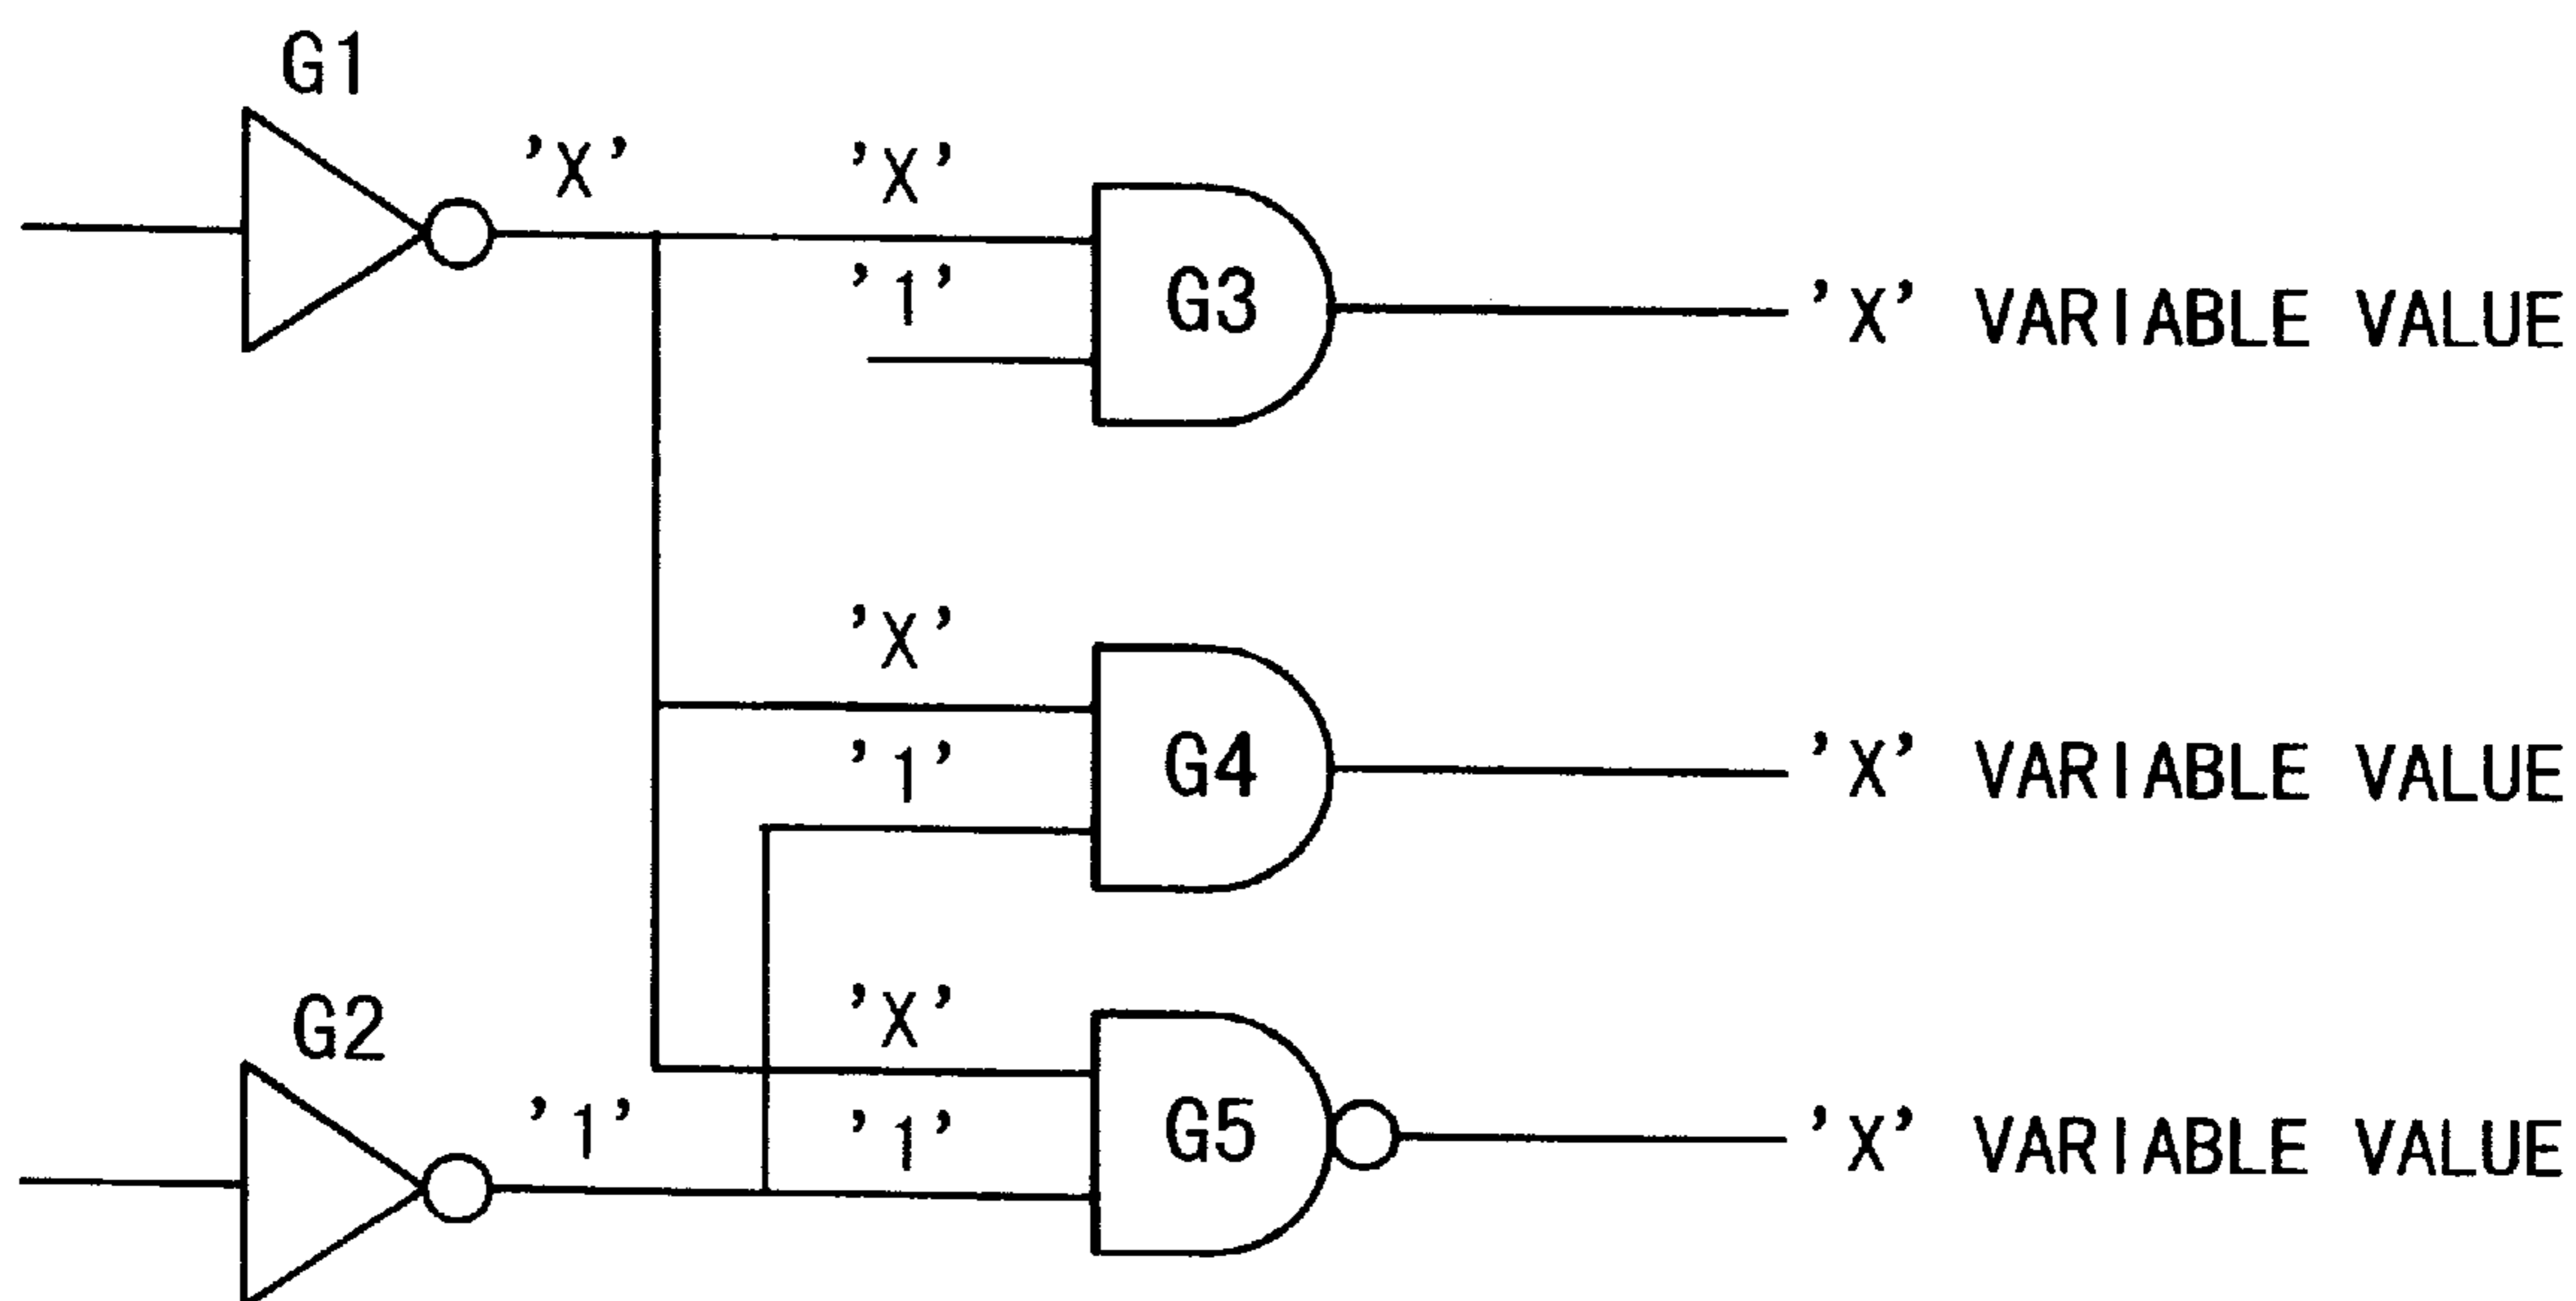 G1
'X' 'X'
'1'
G3
'X' VARIABLE VALUE
'X'
'1'
G4
'X' VARIABLE VALUE
G2
'X'
'1' '1'
G5
'X' VARIABLE VALUE